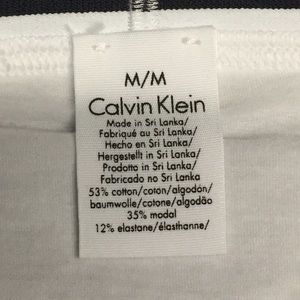 M/M
Calvin Klein
Made in Sri Lanka/
Fabriqué au Sri Lanka/
Hecho en Sri Lanka/
Hergestellt in Sri Lanka/
Prodotto in Sri Lanka/
Fabricado no Sri Lanka
53% cotton/coton/algodón/
baumwolle/cotone/algodão
35% modal
12% elastane/élasthanne/